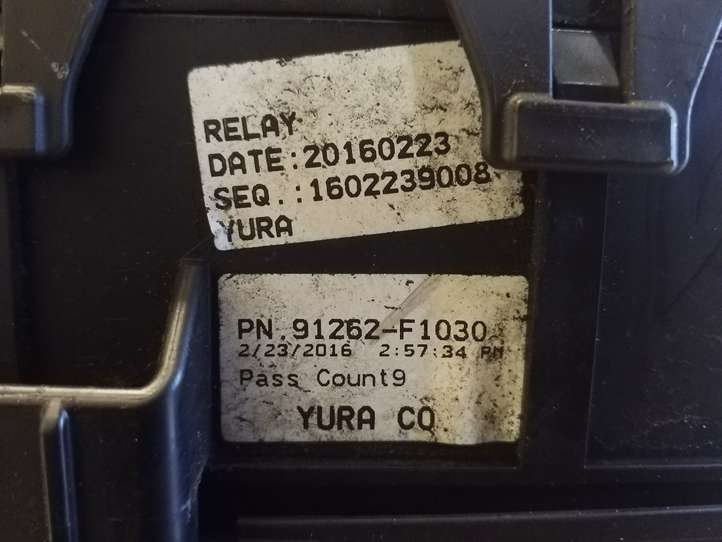 RELAY
DATE:20160223
SEQ.:1602239008
YURA
PN.91262-F1030
2/23/2016 2:57:34 PM
Pass Count9
YURA CO